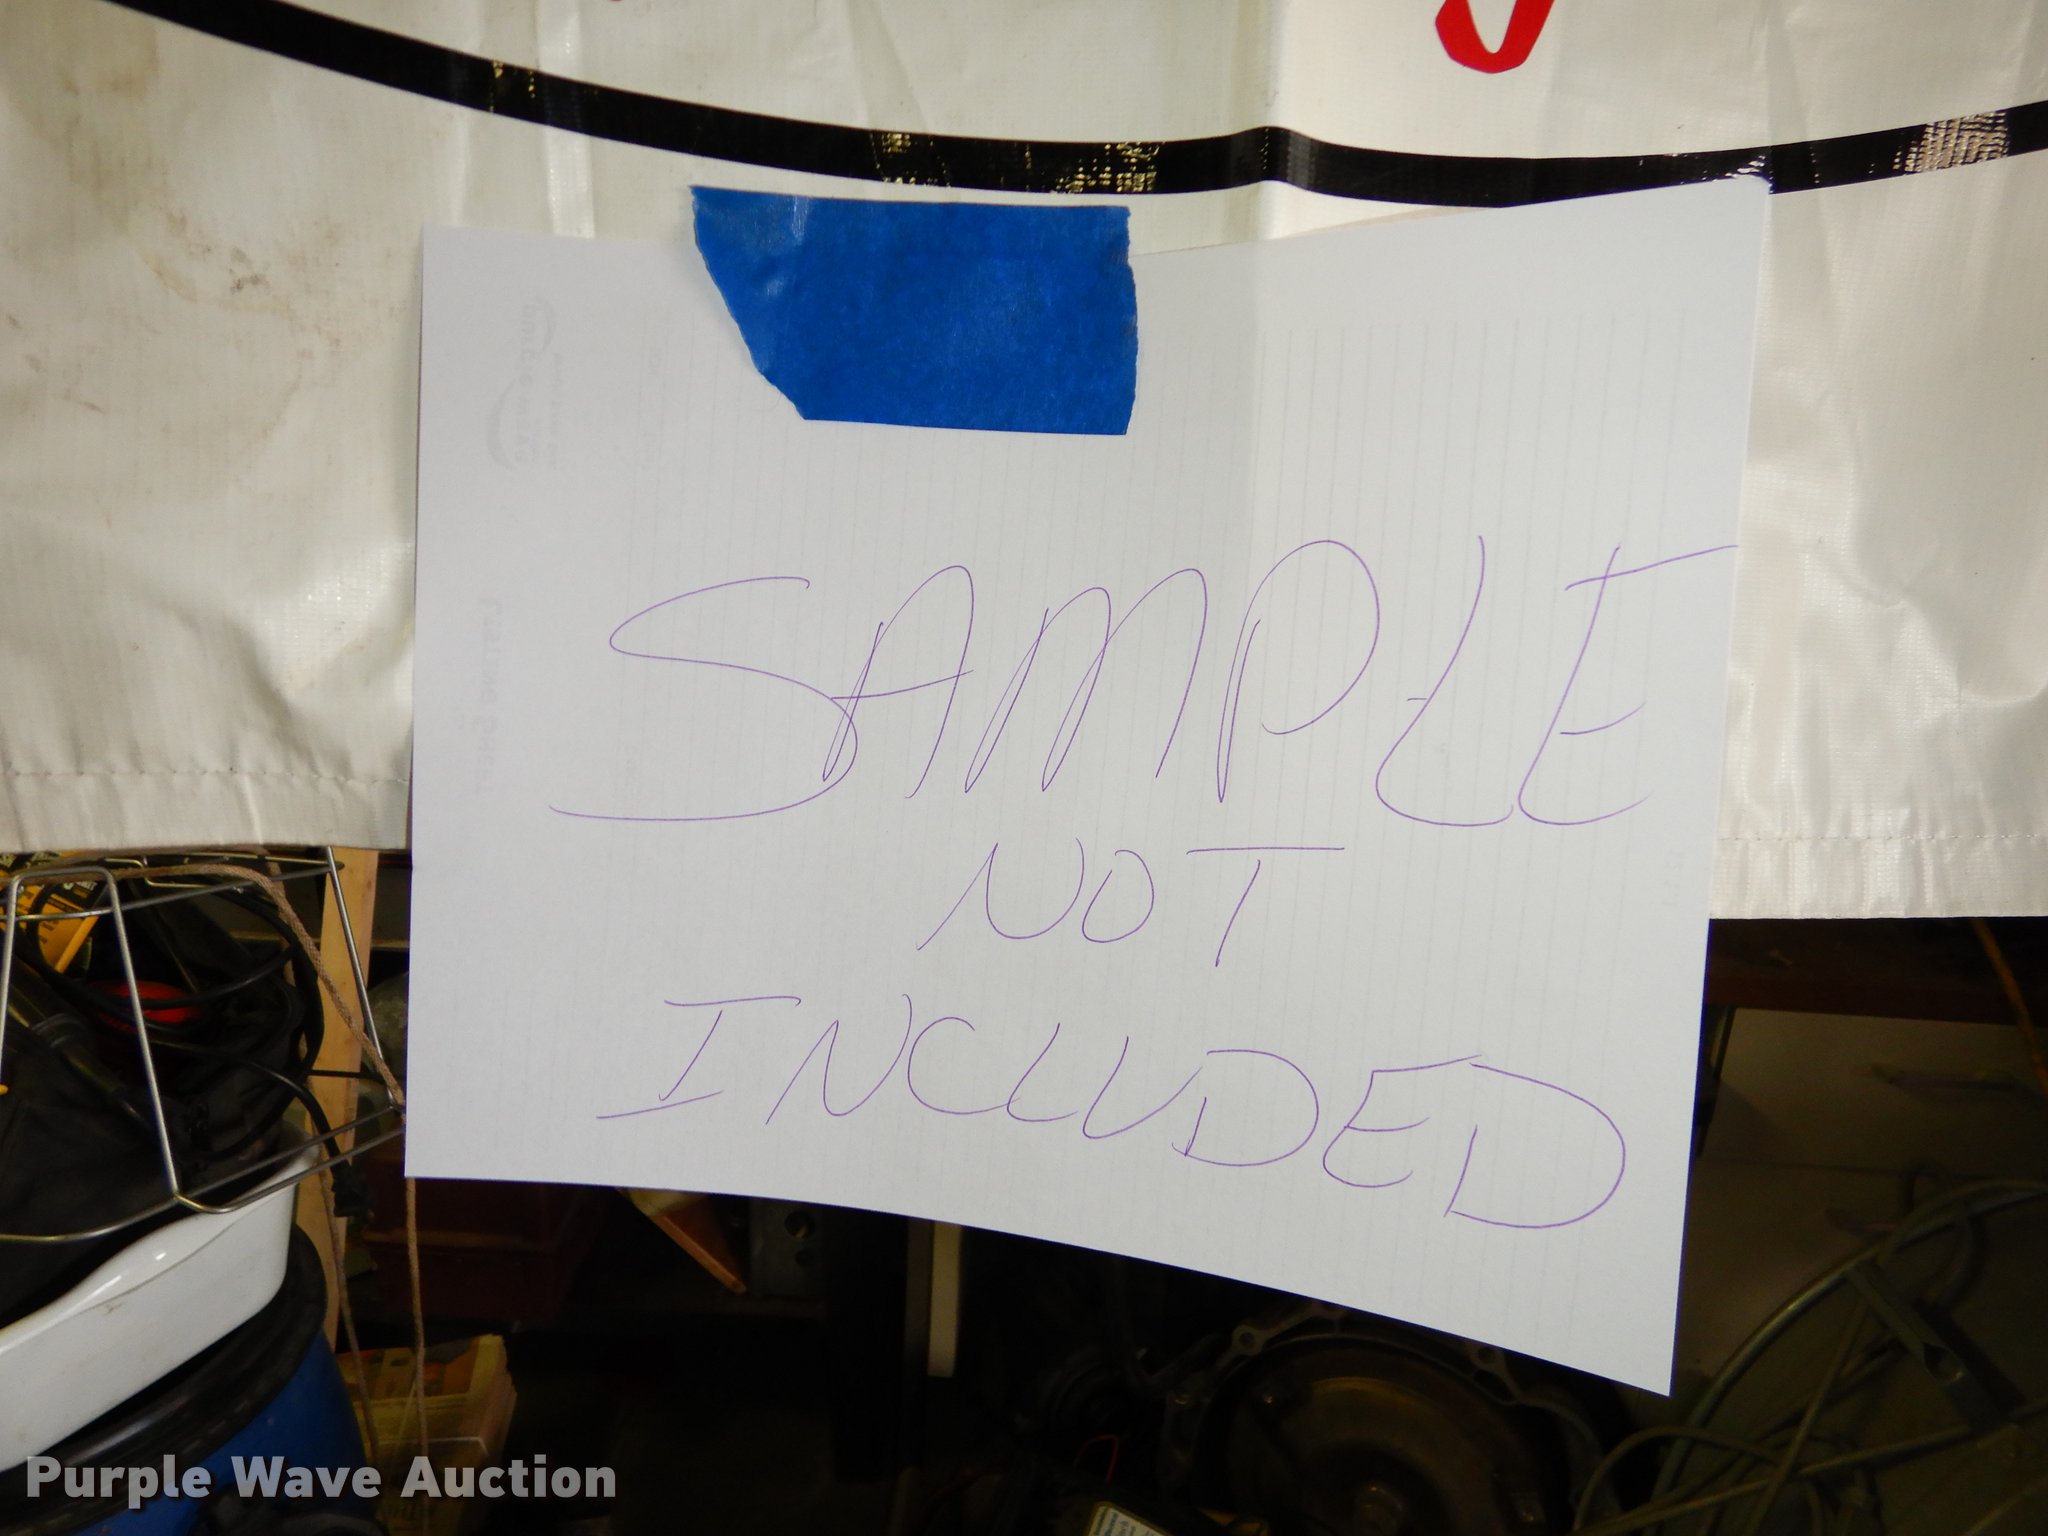 SAMPLE
NOT
INCLUDED
Purple Wave Auction